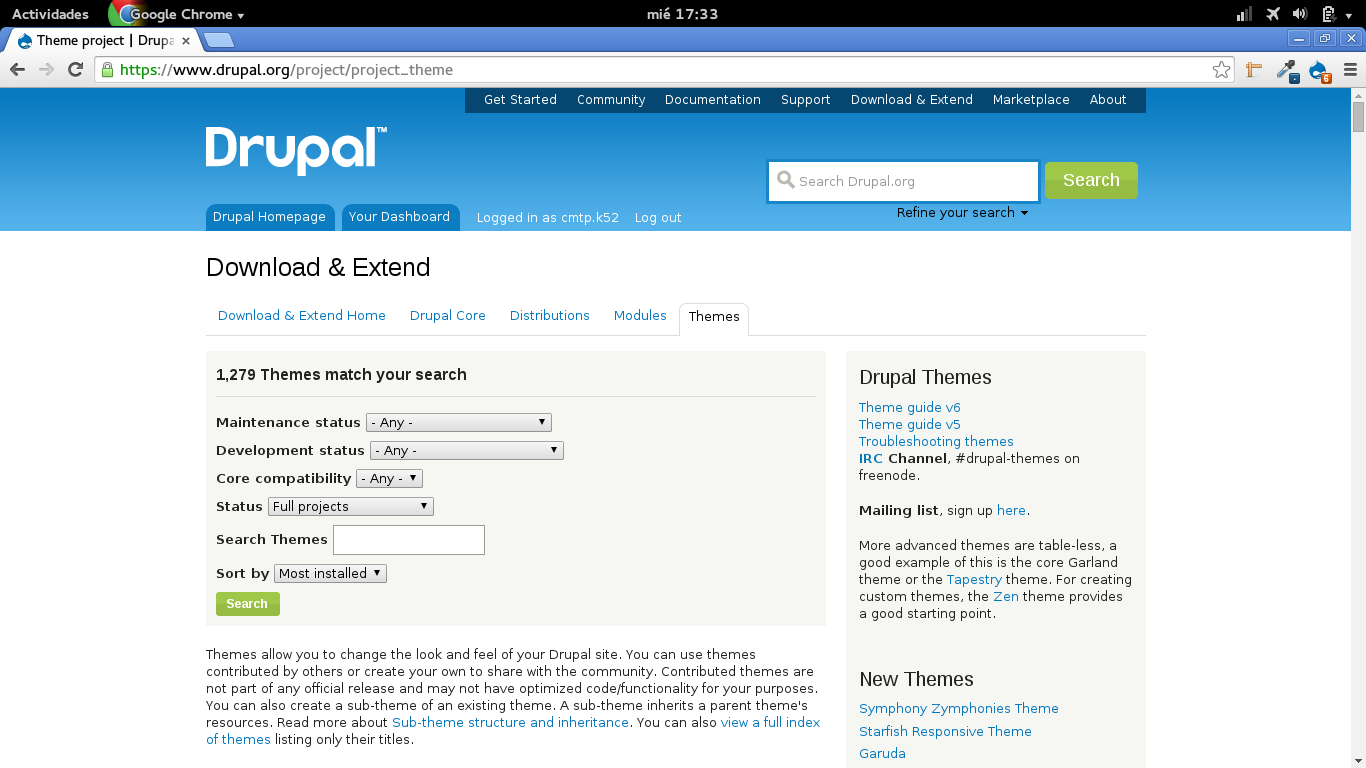 Actividades Google Chrome mié 17:33
Theme project | Drupa
https://www.drupal.org/project/project_theme
6
Get Started Community Documentation Support Download & Extend Marketplace About
Drupal™
Search Drupal.org Search
Refine your search
Drupal Homepage Your Dashboard Logged in as cmtp.k52 Log out
Download & Extend
Download & Extend Home Drupal Core Distributions Modules Themes
1,279 Themes match your search
Maintenance status - Any -
Development status - Any -
Core compatibility - Any -
Status Full projects
Search Themes
Sort by Most installed
Search
Themes allow you to change the look and feel of your Drupal site. You can use themes
contributed by others or create your own to share with the community. Contributed themes are
not part of any official release and may not have optimized code/functionality for your purposes.
You can also create a sub-theme of an existing theme. A sub-theme inherits a parent theme's
resources. Read more about Sub-theme structure and inheritance. You can also view a full index
of themes listing only their titles.
Drupal Themes
Theme guide v6
Theme guide v5
Troubleshooting themes
IRC Channel, #drupal-themes on
freenode.
Mailing list, sign up here.
More advanced themes are table-less, a
good example of this is the core Garland
theme or the Tapestry theme. For creating
custom themes, the Zen theme provides
a good starting point.
New Themes
Symphony Zymphonies Theme
Starfish Responsive Theme
Garuda